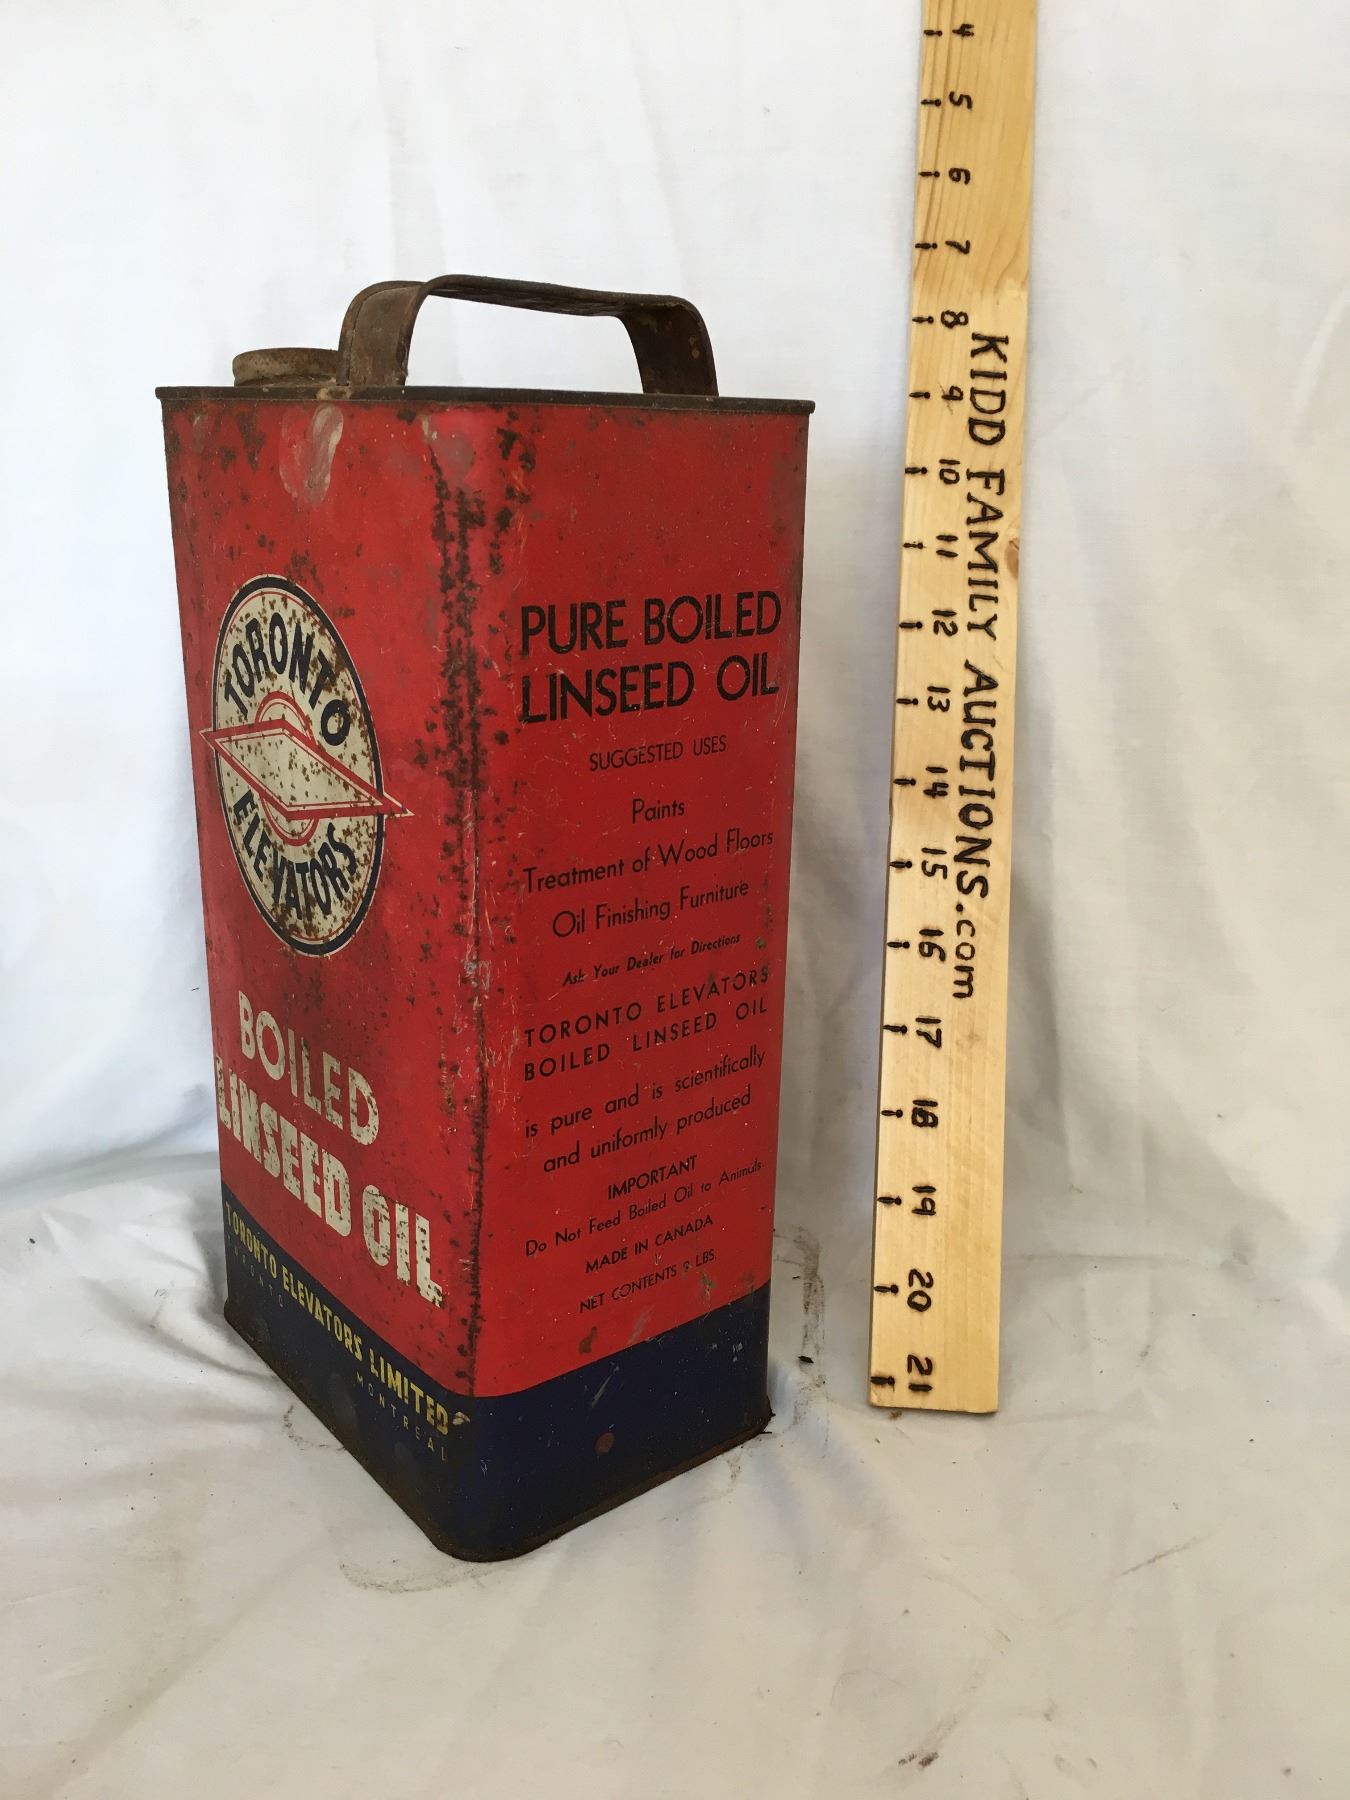 TORONTO
ELEVATORS
BOILED
LINSEED OIL
TORONTO ELEVATORS LIMITED
TORONTO
MONTREAL
PURE BOILED
LINSEED OIL
SUGGESTED USES
Paints
Treatment of Wood Floors
Oil Finishing Furniture
Ask Your Dealer for Directions
TORONTO ELEVATORS
BOILED LINSEED OIL
is pure and is scientifically
and uniformly produced
IMPORTANT
Do Not Feed Boiled Oil to Animals
MADE IN CANADA
NET CONTENTS 9 LBS.
4
5
6
7
8
9
10
11
12
13
14
15
16
17
18
19
20
21
KIDD FAMILY AUCTIONS.com